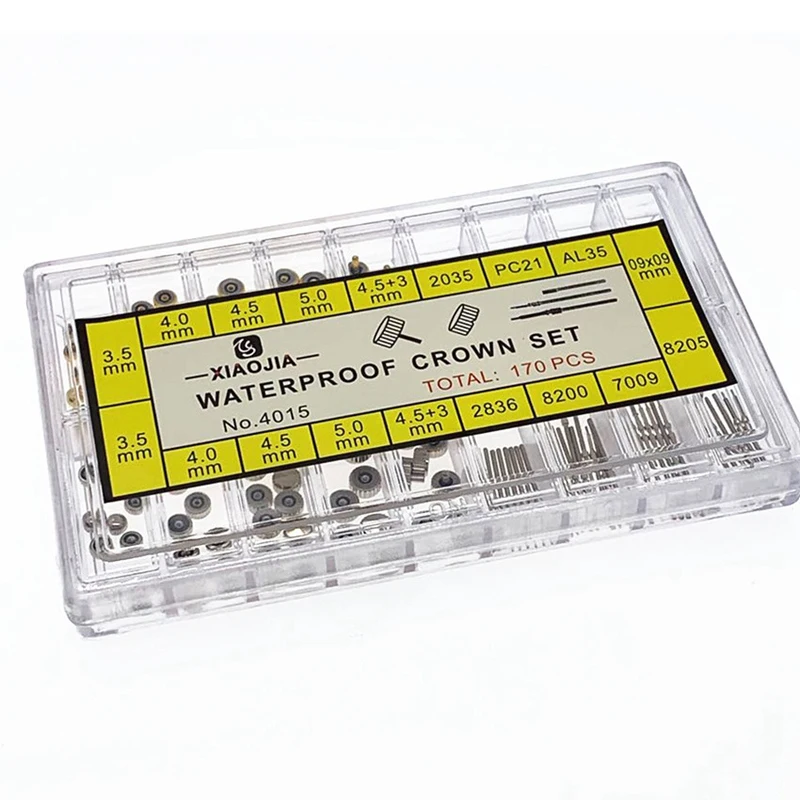 3.5 mm
4.0 mm
4.5 mm
5.0 mm
4.5+3 mm
2035
PC21
AL35
09x09 mm
XIAOJIA
WATERPROOF CROWN SET
No.4015
TOTAL: 170 PCS
3.5 mm
4.0 mm
4.5 mm
5.0 mm
4.5+3 mm
2836
8200
7009
8205